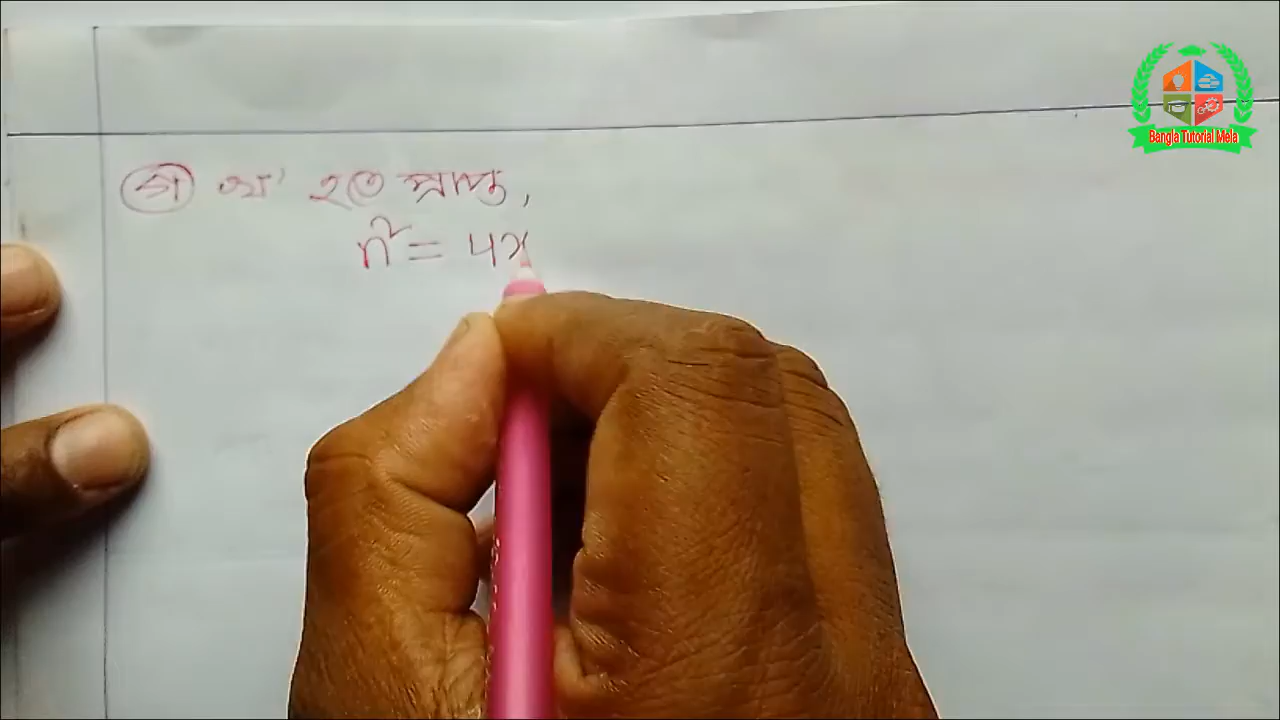 গ 'খ' হতে প্রাপ্ত,
n² = 4x
Bangla Tutorial Mela